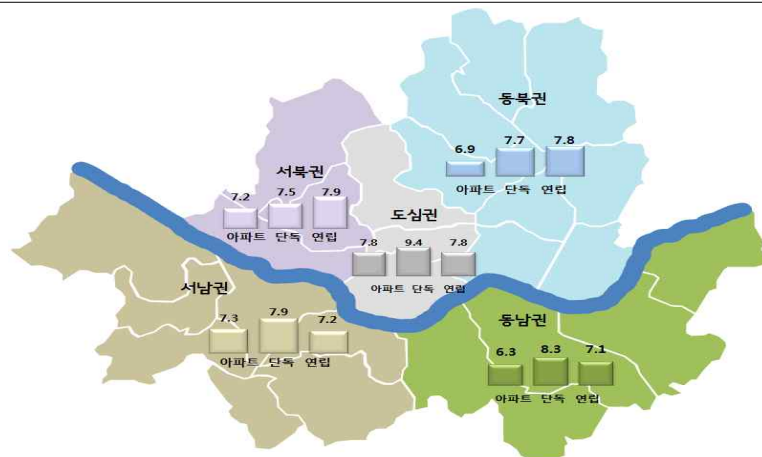 동북권
6.9 7.7 7.8
아파트 단독 연립
서북권
7.2 7.5 7.9
아파트 단독 연립
도심권
7.8 9.4 7.8
아파트 단독 연립
서남권
7.3 7.9 7.2
아파트 단독 연립
동남권
6.3 8.3 7.1
아파트 단독 연립